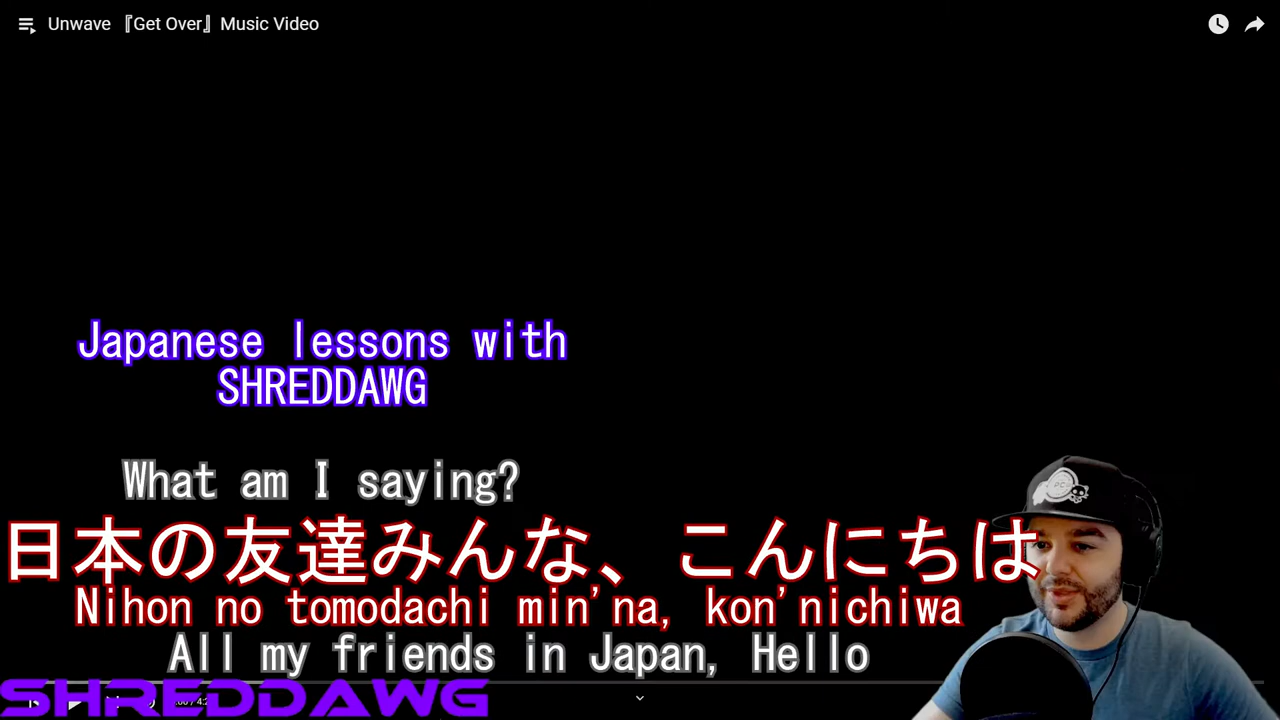 Unwave 『Get Over』 Music Video
Japanese lessons with
SHREDDAWG
What am I saying?
日本の友達みんな、こんにちは
Nihon no tomodachi min'na, kon'nichiwa
All my friends in Japan, Hello
SHREDDAWG